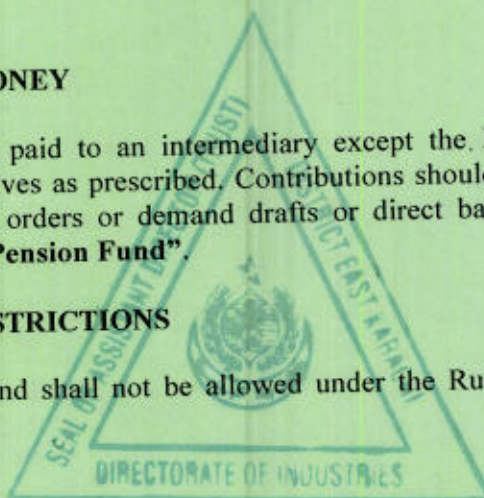 ONEY
paid to an intermediary except the.
ves as prescribed. Contributions should
orders or demand drafts or direct ba
Pension Fund”.
STRICTIONS
nd shall not be allowed under the Ru
SEAL OF ASSISTANT DIRECTOR
DISTRICT EAST KARACHI
DIRECTORATE OF INDUSTRIES